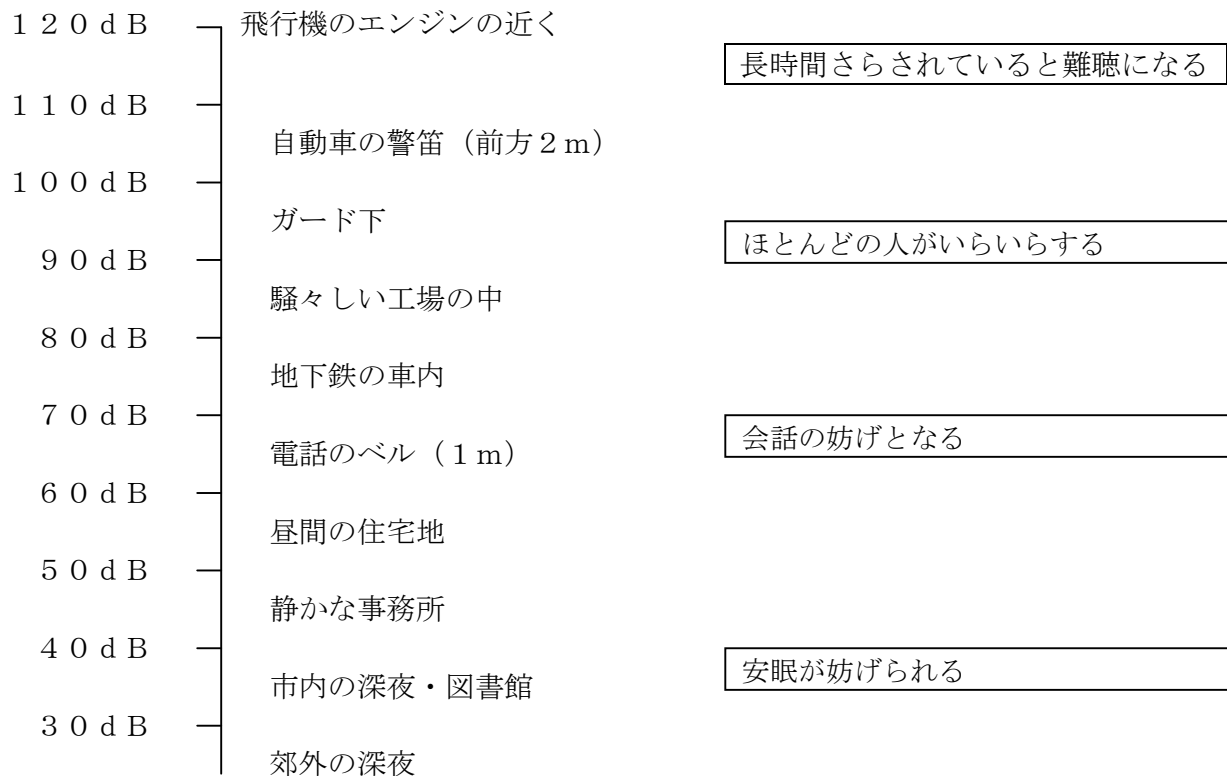 １２０ｄＢ 飛行機のエンジンの近く
長時間さらされていると難聴になる
１１０ｄＢ
自動車の警笛（前方２ｍ）
１００ｄＢ
ガード下
ほとんどの人がいらいらする
９０ｄＢ
騒々しい工場の中
８０ｄＢ
地下鉄の車内
７０ｄＢ
会話の妨げとなる
電話のベル（１ｍ）
６０ｄＢ
昼間の住宅地
５０ｄＢ
静かな事務所
４０ｄＢ
安眠が妨げられる
市内の深夜・図書館
３０ｄＢ
郊外の深夜